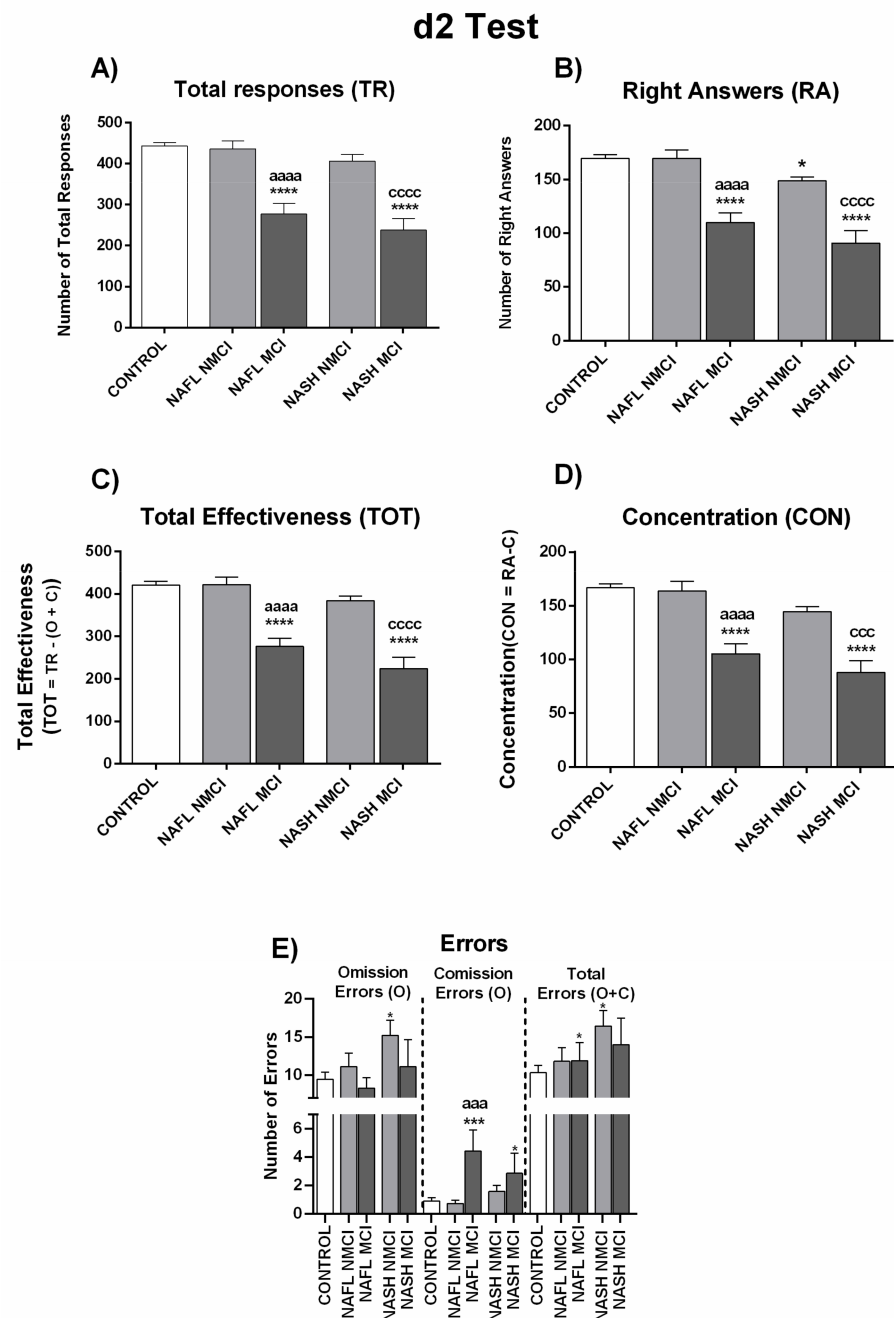 d2 Test
A)
Total responses (TR)
Number of Total Responses
500
400
300
200
100
0
aaaa
****
cccc
****
CONTROL
NAFL NMCI
NAFL MCI
NASH NMCI
NASH MCI
B)
Right Answers (RA)
Number of Right Answers
200
150
100
50
0
aaaa
****
*
cccc
****
CONTROL
NAFL NMCI
NAFL MCI
NASH NMCI
NASH MCI
C)
Total Effectiveness (TOT)
Total Effectiveness
(TOT = TR - (O + C))
500
400
300
200
100
0
aaaa
****
cccc
****
CONTROL
NAFL NMCI
NAFL MCI
NASH NMCI
NASH MCI
D)
Concentration (CON)
Concentration(CON = RA-C)
200
150
100
50
0
aaaa
****
ccc
****
CONTROL
NAFL NMCI
NAFL MCI
NASH NMCI
NASH MCI
E)
Errors
Omission
Errors (O)
Comission
Errors (O)
Total
Errors (O+C)
Number of Errors
20
15
10
6
4
2
0
*
aaa
***
*
*
*
CONTROL
NAFL NMCI
NAFL MCI
NASH NMCI
NASH MCI
CONTROL
NAFL NMCI
NAFL MCI
NASH NMCI
NASH MCI
CONTROL
NAFL NMCI
NAFL MCI
NASH NMCI
NASH MCI